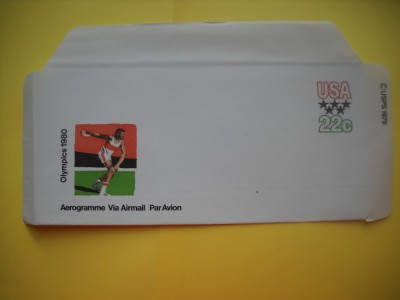 USA
22c
© USPS 1979
Olympics 1980
Aerogramme Via Airmail Par Avion